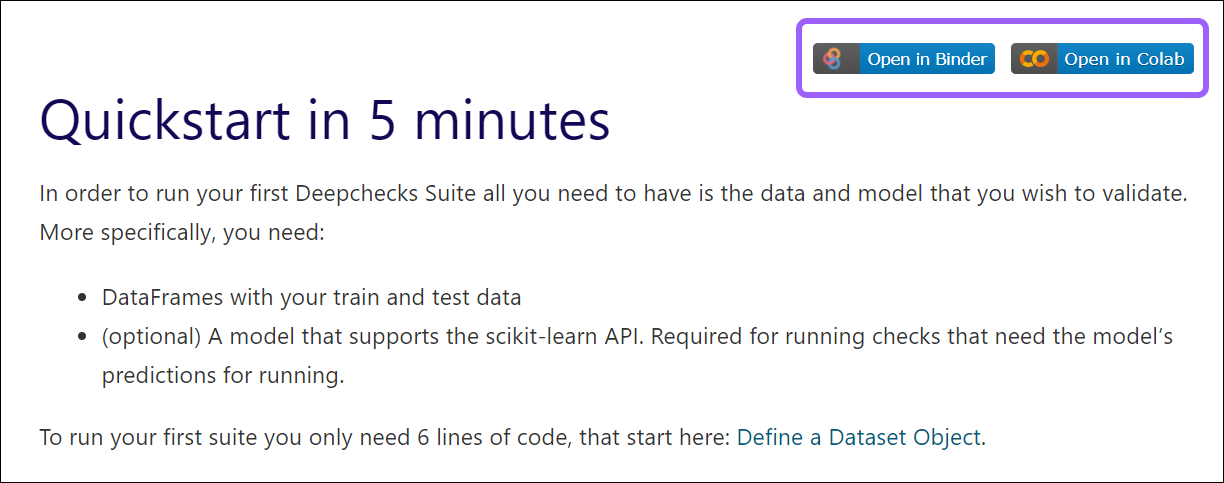 Open in Binder Open in Colab
Quickstart in 5 minutes
In order to run your first Deepchecks Suite all you need to have is the data and model that you wish to validate.
More specifically, you need:
• DataFrames with your train and test data
• (optional) A model that supports the scikit-learn API. Required for running checks that need the model’s
predictions for running.
To run your first suite you only need 6 lines of code, that start here: Define a Dataset Object.